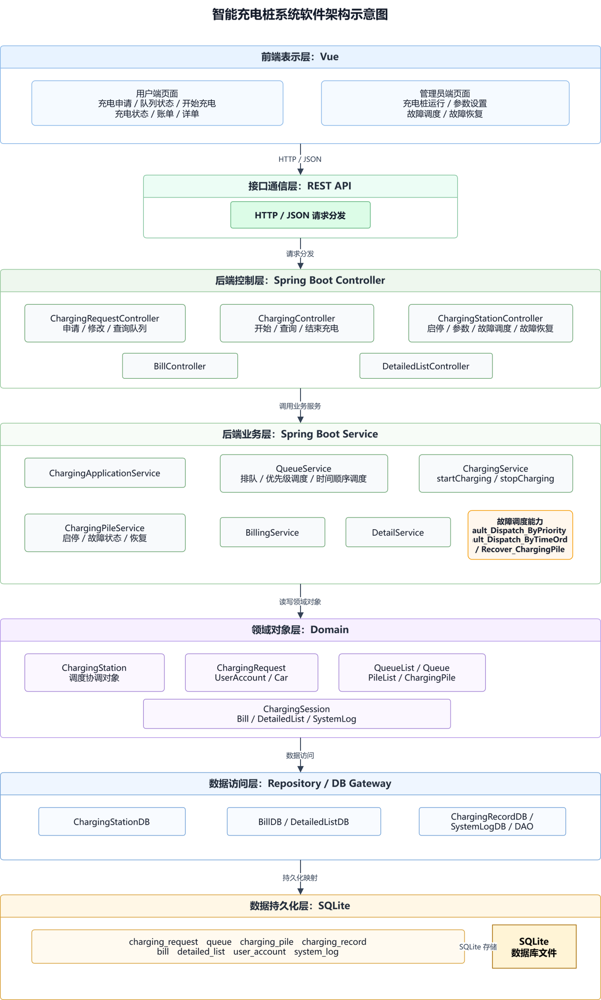 智能充电桩系统软件架构示意图
前端表示层：Vue
用户端页面
充电申请 / 队列状态 / 开始充电
充电状态 / 账单 / 详单
管理员端页面
充电桩运行 / 参数设置
故障调度 / 故障恢复
HTTP / JSON
接口通信层：REST API
HTTP / JSON 请求分发
请求分发
后端控制层：Spring Boot Controller
ChargingRequestController
申请 / 修改 / 查询队列
ChargingController
开始 / 查询 / 结束充电
ChargingStationController
启停 / 参数 / 故障调度 / 故障恢复
BillController
DetailedListController
调用业务服务
后端业务层：Spring Boot Service
ChargingApplicationService
QueueService
排队 / 优先级调度 / 时间顺序调度
ChargingService
startCharging / stopCharging
ChargingPileService
启停 / 故障状态 / 恢复
BillingService
DetailService
故障调度能力
ault_Dispatch_ByPriority
ult_Dispatch_ByTimeOrd
/ Recover_ChargingPile
读写领域对象
领域对象层：Domain
ChargingStation
调度协调对象
ChargingRequest
UserAccount / Car
QueueList / Queue
PileList / ChargingPile
ChargingSession
Bill / DetailedList / SystemLog
数据访问
数据访问层：Repository / DB Gateway
ChargingStationDB
BillDB / DetailedListDB
ChargingRecordDB /
SystemLogDB / DAO
持久化映射
数据持久化层：SQLite
charging_request queue charging_pile charging_record
bill detailed_list user_account system_log
SQLite 存储
SQLite
数据库文件